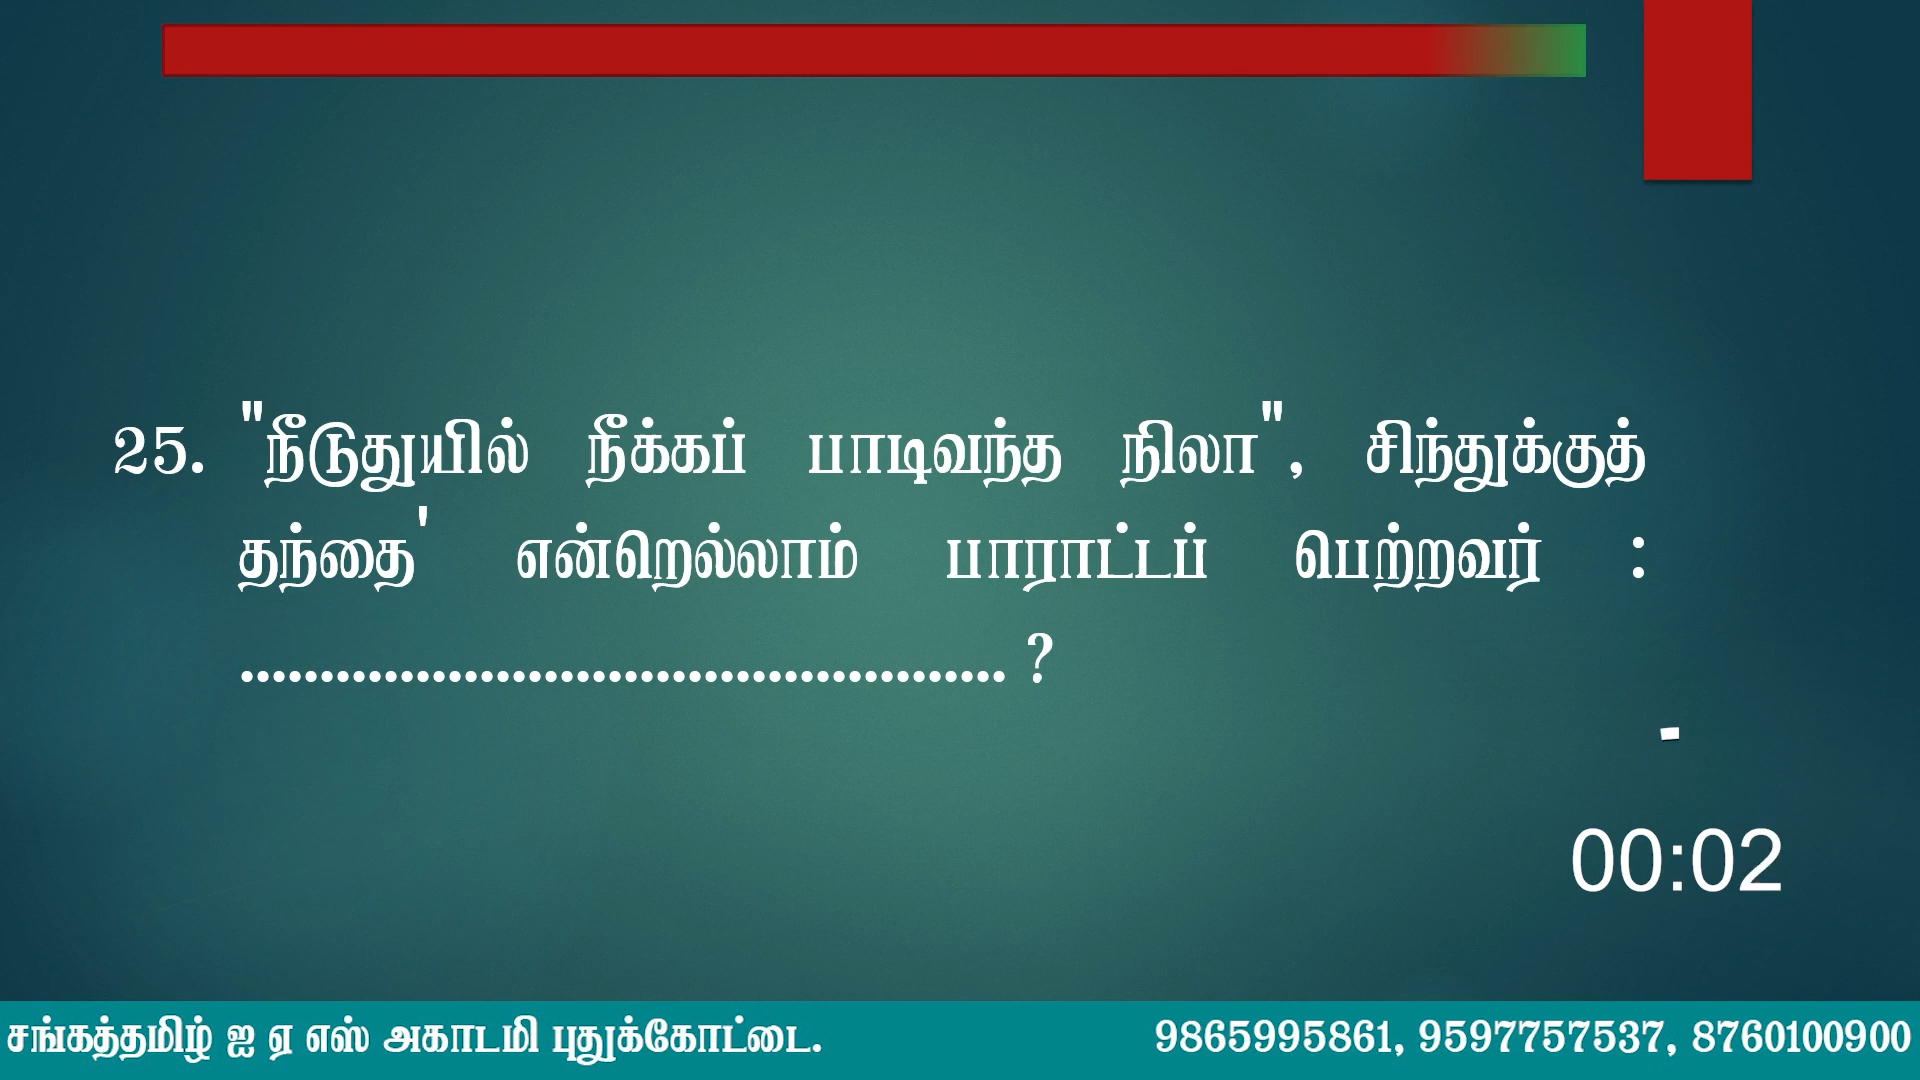 25. "நீடுதுயில் நீக்கப் பாடிவந்த நிலா", சிந்துக்குத்
தந்தை' என்றெல்லாம் பாராட்டப் பெற்றவர் :
................................................ ?
-
00:02
சங்கத்தமிழ் ஐ ஏ எஸ் அகாடமி புதுக்கோட்டை. 9865995861, 9597757537, 8760100900